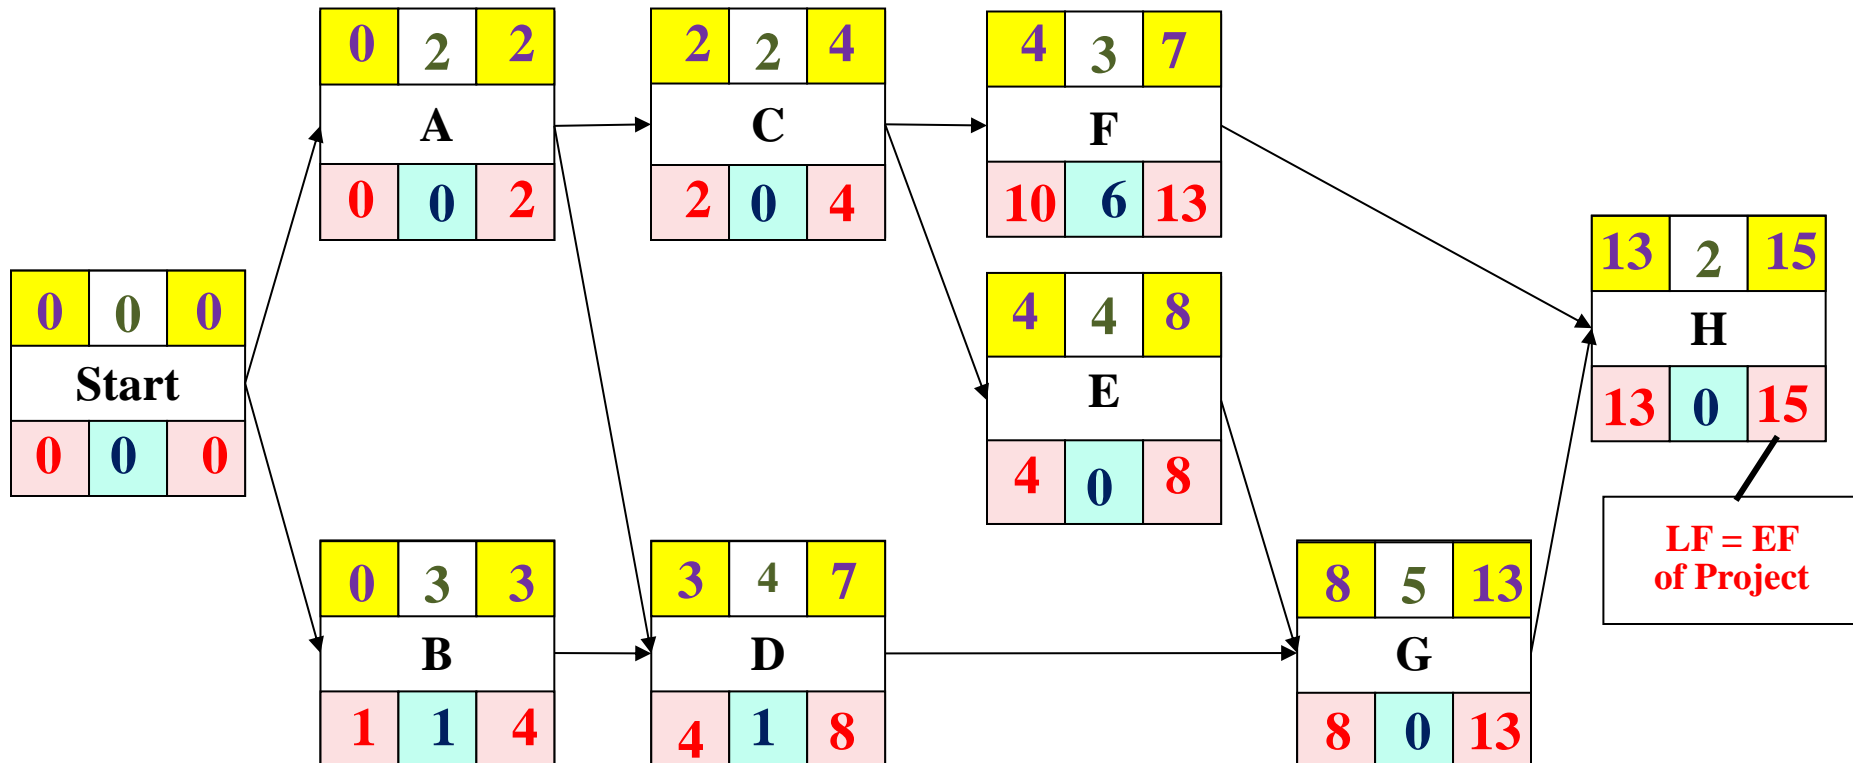 0 2 2
A
0 0 2
2 2 4
C
2 0 4
4 3 7
F
10 6 13
0 0 0
Start
0 0 0
4 4 8
E
4 0 8
13 2 15
H
13 0 15
LF = EF
of Project
0 3 3
B
1 1 4
3 4 7
D
4 1 8
8 5 13
G
8 0 13